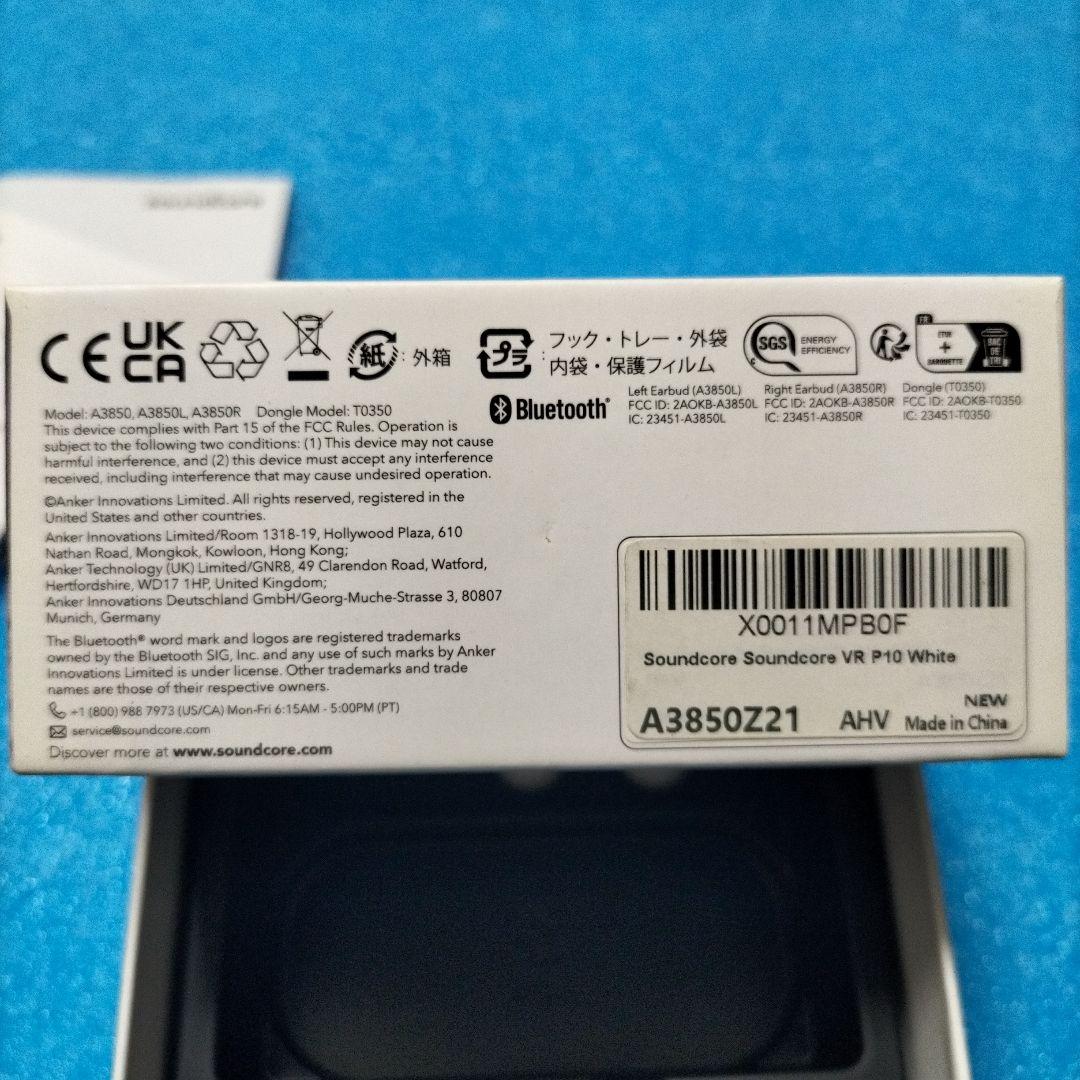 soundcore
CE UK CA
紙 : 外箱
プラ : フック・トレー・外袋
内袋・保護フィルム
SGS ENERGY EFFICIENCY
C
FR
ÉTUI
+
BARQUETTE
BAC
DE
TRI
Bluetooth®
Left Earbud (A3850L)
FCC ID: 2AOKB-A3850L
IC: 23451-A3850L
Right Earbud (A3850R)
FCC ID: 2AOKB-A3850R
IC: 23451-A3850R
Dongle (T0350)
FCC ID: 2AOKB-T0350
IC: 23451-T0350
Model: A3850, A3850L, A3850R Dongle Model: T0350
This device complies with Part 15 of the FCC Rules. Operation is
subject to the following two conditions: (1) This device may not cause
harmful interference, and (2) this device must accept any interference
received, including interference that may cause undesired operation.
©Anker Innovations Limited. All rights reserved, registered in the
United States and other countries.
Anker Innovations Limited/Room 1318-19, Hollywood Plaza, 610
Nathan Road, Mongkok, Kowloon, Hong Kong;
Anker Technology (UK) Limited/GNR8, 49 Clarendon Road, Watford,
Hertfordshire, WD17 1HP, United Kingdom;
Anker Innovations Deutschland GmbH/Georg-Muche-Strasse 3, 80807
Munich, Germany
The Bluetooth® word mark and logos are registered trademarks
owned by the Bluetooth SIG, Inc. and any use of such marks by Anker
Innovations Limited is under license. Other trademarks and trade
names are those of their respective owners.
+1 (800) 988 7973 (US/CA) Mon-Fri 6:15AM - 5:00PM (PT)
service@soundcore.com
Discover more at www.soundcore.com
X0011MPB0F
Soundcore Soundcore VR P10 White
NEW
A3850Z21 AHV Made in China